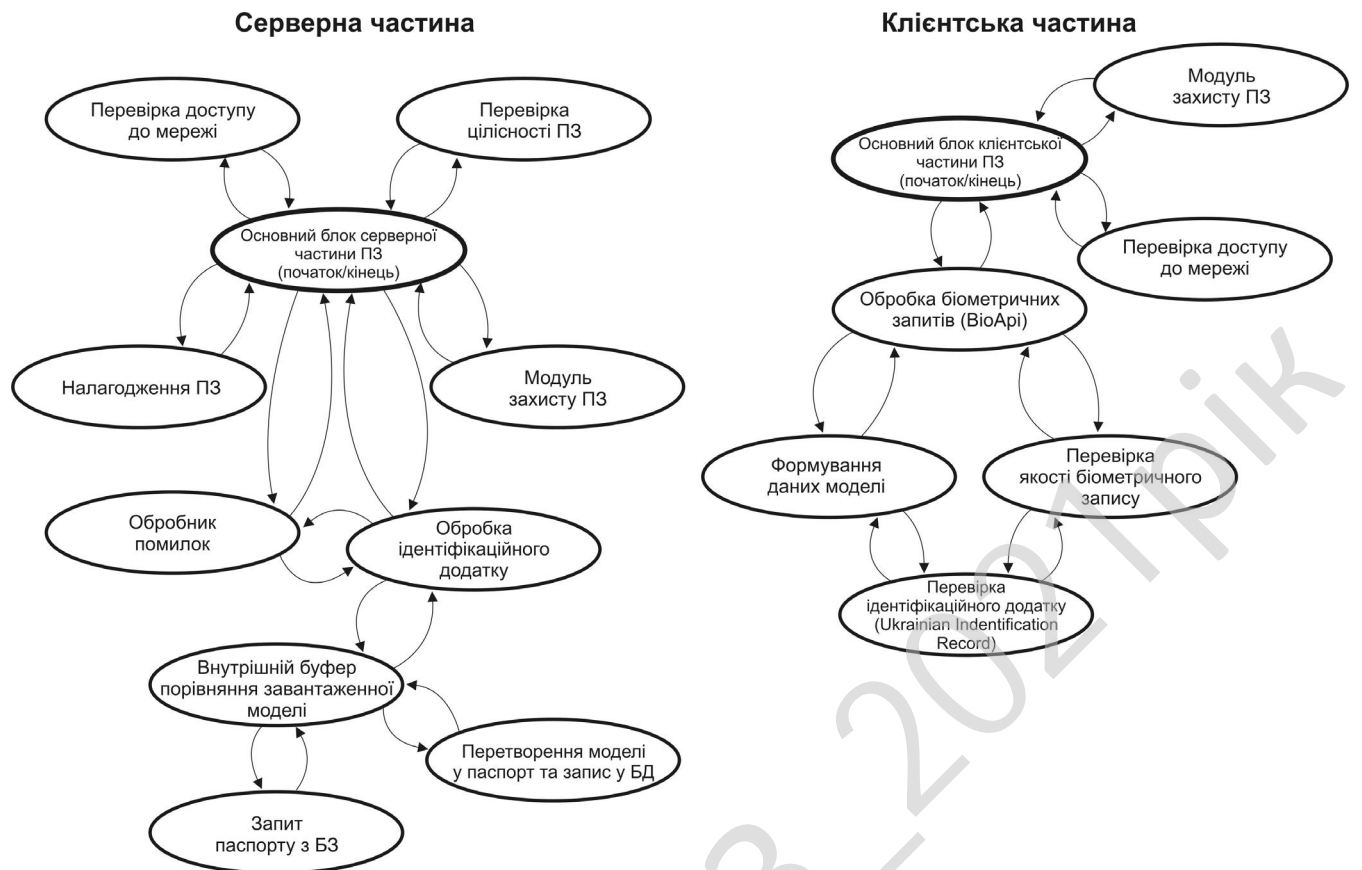 Серверна частина
Перевірка доступу
до мережі
Перевірка
цілісності ПЗ
Основний блок серверної
частини ПЗ
(початок/кінець)
Налагодження ПЗ
Модуль
захисту ПЗ
Обробник
помилок
Обробка
ідентифікаційного
додатку
Внутрішній буфер
порівняння завантаженної
моделі
Перетворення моделі
у паспорт та запис у БД
Запит
паспорту з БЗ
Клієнтська частина
Модуль
захисту ПЗ
Основний блок клієнтської
частини ПЗ
(початок/кінець)
Перевірка доступу
до мережі
Обробка біометричних
запитів (BioApi)
Формування
даних моделі
Перевірка
якості біометричного
запису
Перевірка
ідентифікаційного додатку
(Ukrainian Indentification
Record)
3_2021 рік